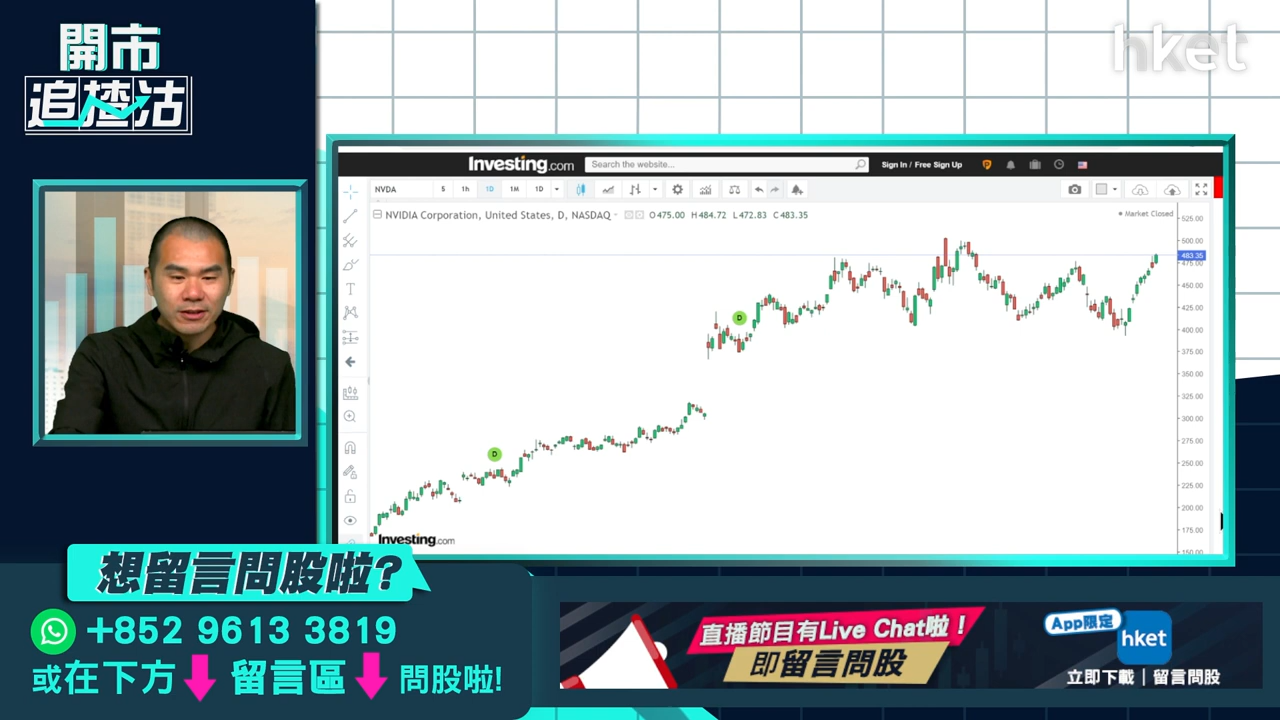 開市
追揸沽
hket
Investing.com
Search the website...
Sign In / Free Sign Up
NVDA
5
1h
1D
1M
1D
NVIDIA Corporation, United States, D, NASDAQ
O 475.00 H 484.72 L 472.83 C 483.35
Market Closed
525.00
500.00
483.35
475.00
450.00
425.00
400.00
375.00
350.00
325.00
300.00
275.00
250.00
225.00
200.00
175.00
150.00
D
D
Investing.com
想留言問股啦?
+852 9613 3819
或在下方 留言區 問股啦!
直播節目有Live Chat啦!
即留言問股
App限定
hket
立即下載|留言問股